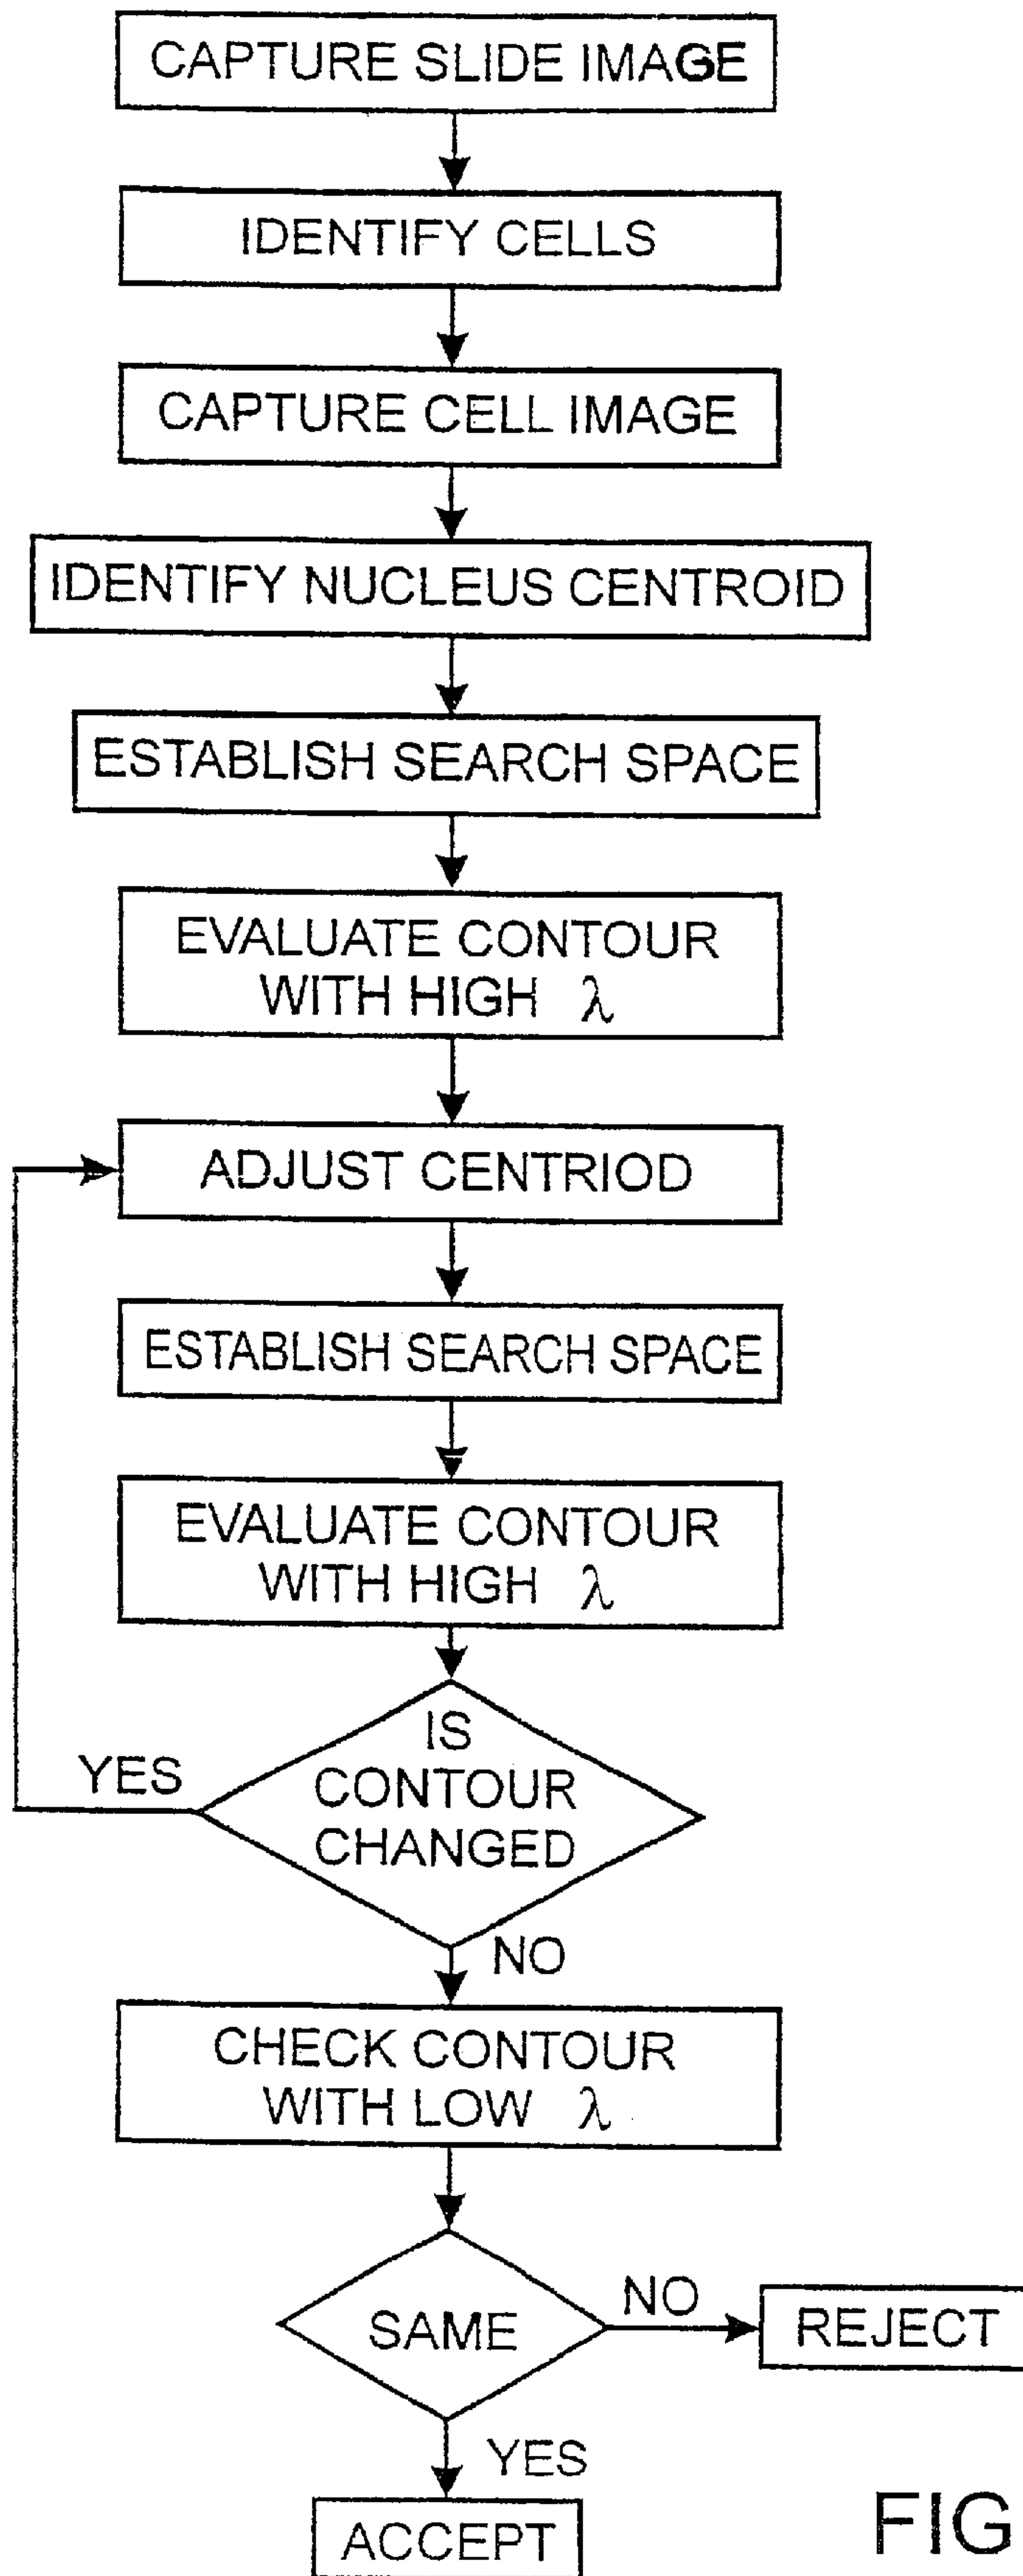 CAPTURE SLIDE IMAGE
IDENTIFY CELLS
CAPTURE CELL IMAGE
IDENTIFY NUCLEUS CENTROID
ESTABLISH SEARCH SPACE
EVALUATE CONTOUR
WITH HIGH λ
ADJUST CENTRIOD
ESTABLISH SEARCH SPACE
EVALUATE CONTOUR
WITH HIGH λ
IS
CONTOUR
CHANGED
YES
NO
CHECK CONTOUR
WITH LOW λ
SAME
NO
REJECT
YES
ACCEPT
FIG